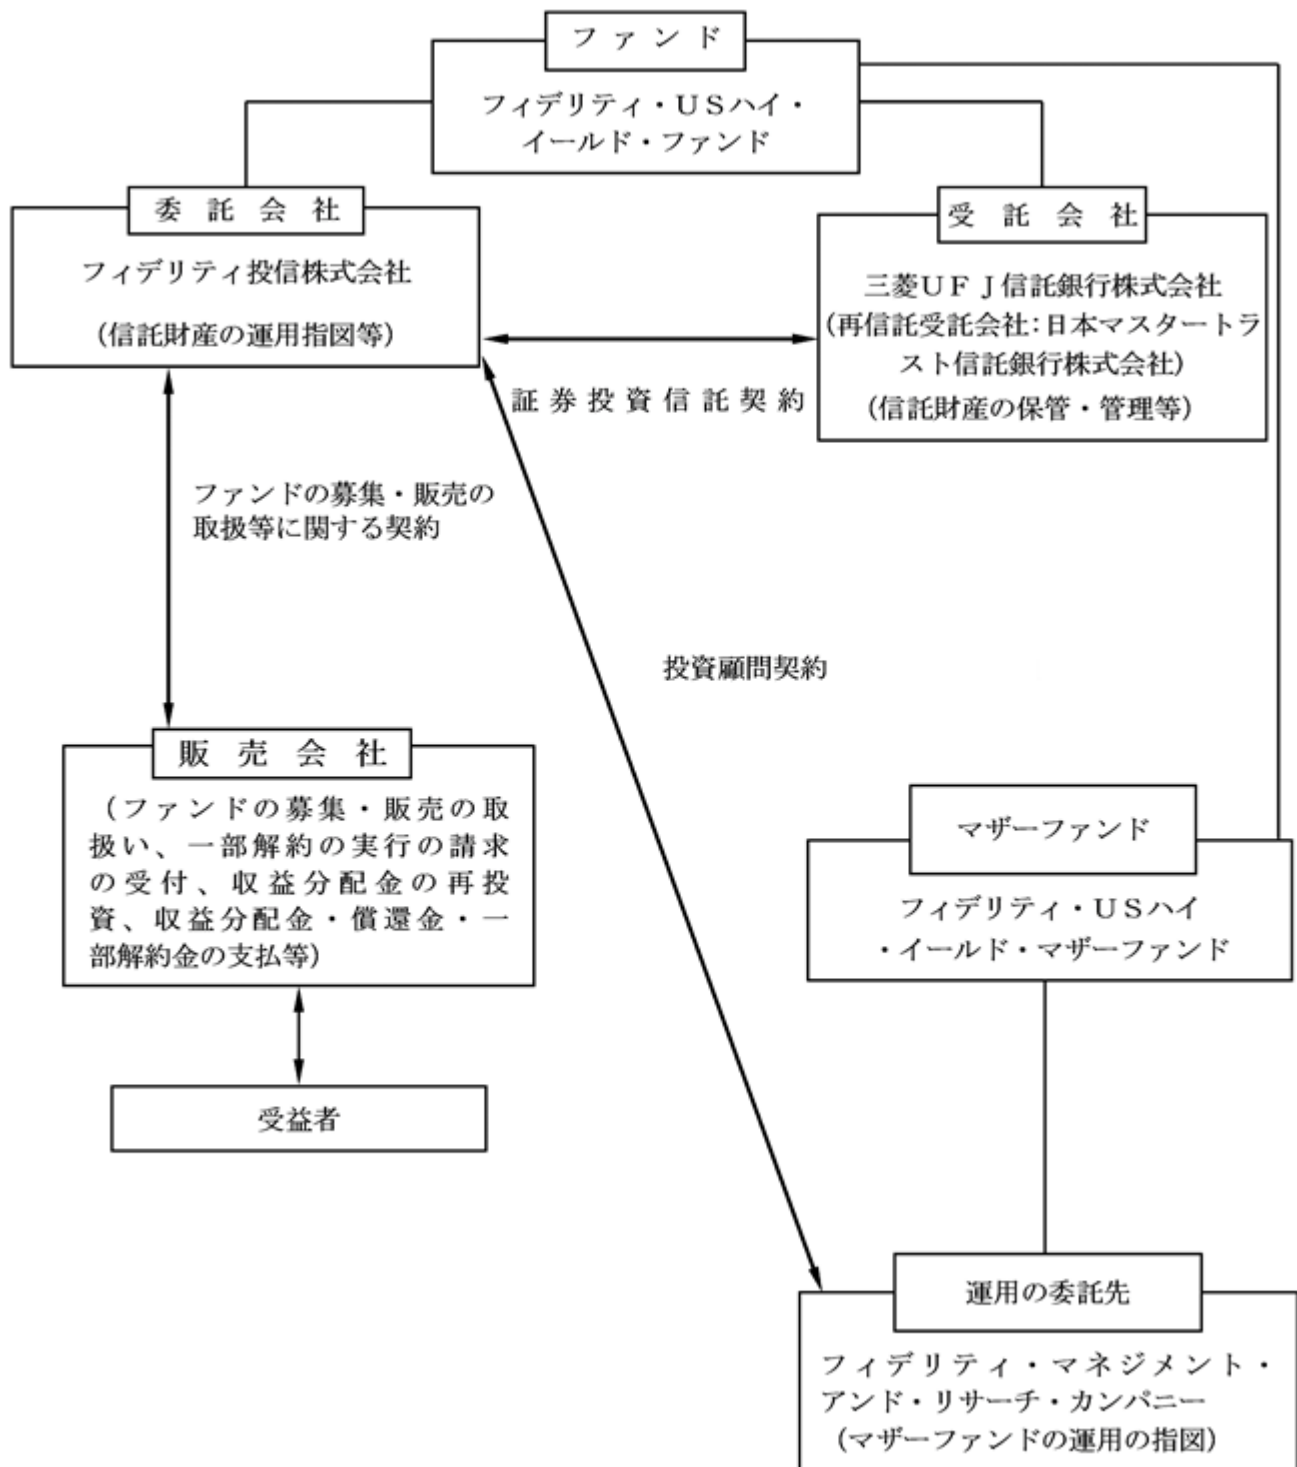 ファンド
フィデリティ・ＵＳハイ・
イールド・ファンド
委託会社
フィデリティ投信株式会社
（信託財産の運用指図等）
受託会社
三菱ＵＦＪ信託銀行株式会社
（再信託受託会社：日本マスタートラ
スト信託銀行株式会社）
（信託財産の保管・管理等）
証券投資信託契約
ファンドの募集・販売の
取扱等に関する契約
投資顧問契約
販売会社
（ファンドの募集・販売の取
扱い、一部解約の実行の請求
の受付、収益分配金の再投
資、収益分配金・償還金・一
部解約金の支払等）
受益者
マザーファンド
フィデリティ・ＵＳハイ
・イールド・マザーファンド
運用の委託先
フィデリティ・マネジメント・
アンド・リサーチ・カンパニー
（マザーファンドの運用の指図）